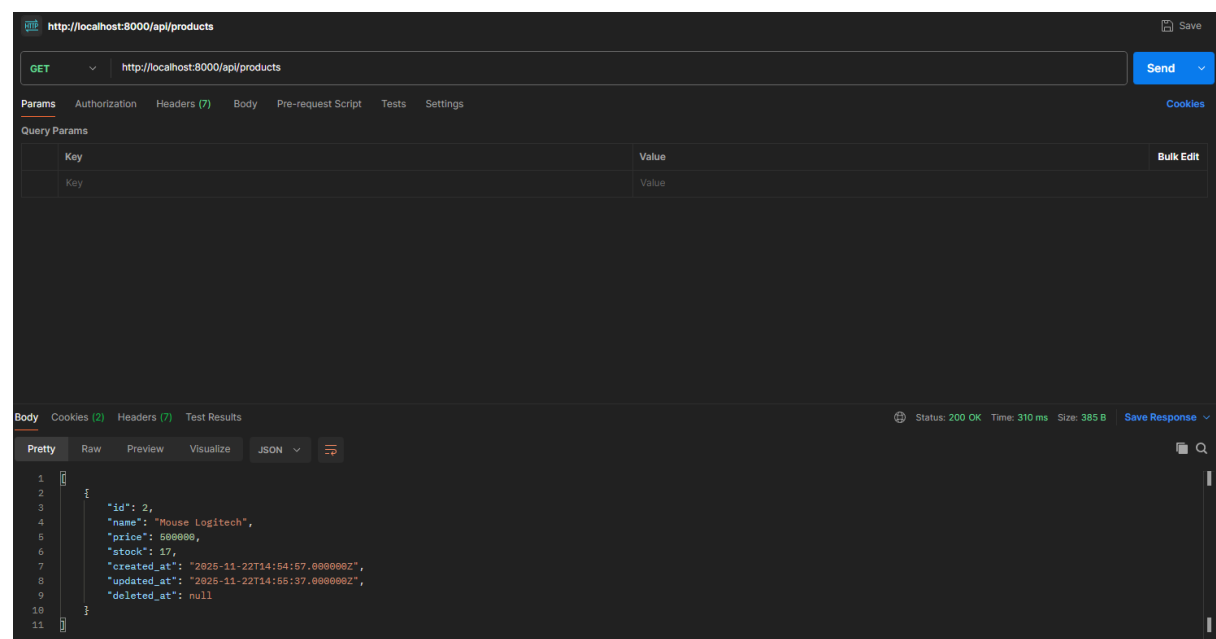 HTTP http://localhost:8000/api/products Save
GET http://localhost:8000/api/products Send
Params Authorization Headers (7) Body Pre-request Script Tests Settings Cookies
Query Params
Key Value Bulk Edit
Key Value
Body Cookies (2) Headers (7) Test Results Status: 200 OK Time: 310 ms Size: 385 B Save Response
Pretty Raw Preview Visualize JSON
1 [
2 {
3 "id": 2,
4 "name": "Mouse Logitech",
5 "price": 500000,
6 "stock": 17,
7 "created_at": "2025-11-22T14:54:57.000000Z",
8 "updated_at": "2025-11-22T14:55:37.000000Z",
9 "deleted_at": null
10 }
11 ]